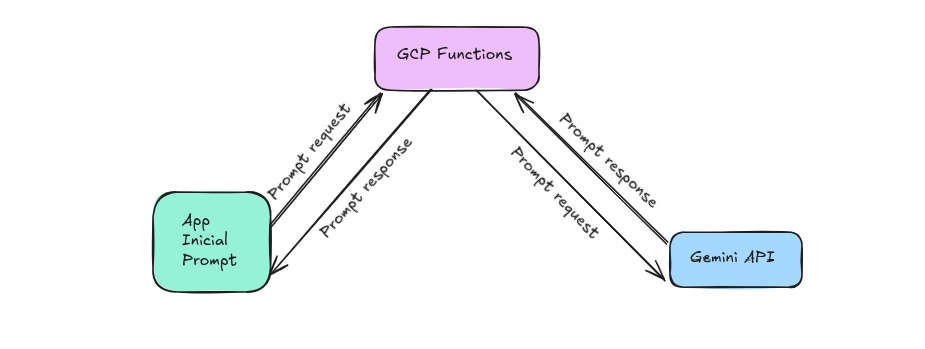 GCP Functions
Prompt request
Prompt response
Prompt response
Prompt request
App
Inicial
Prompt
Gemini API